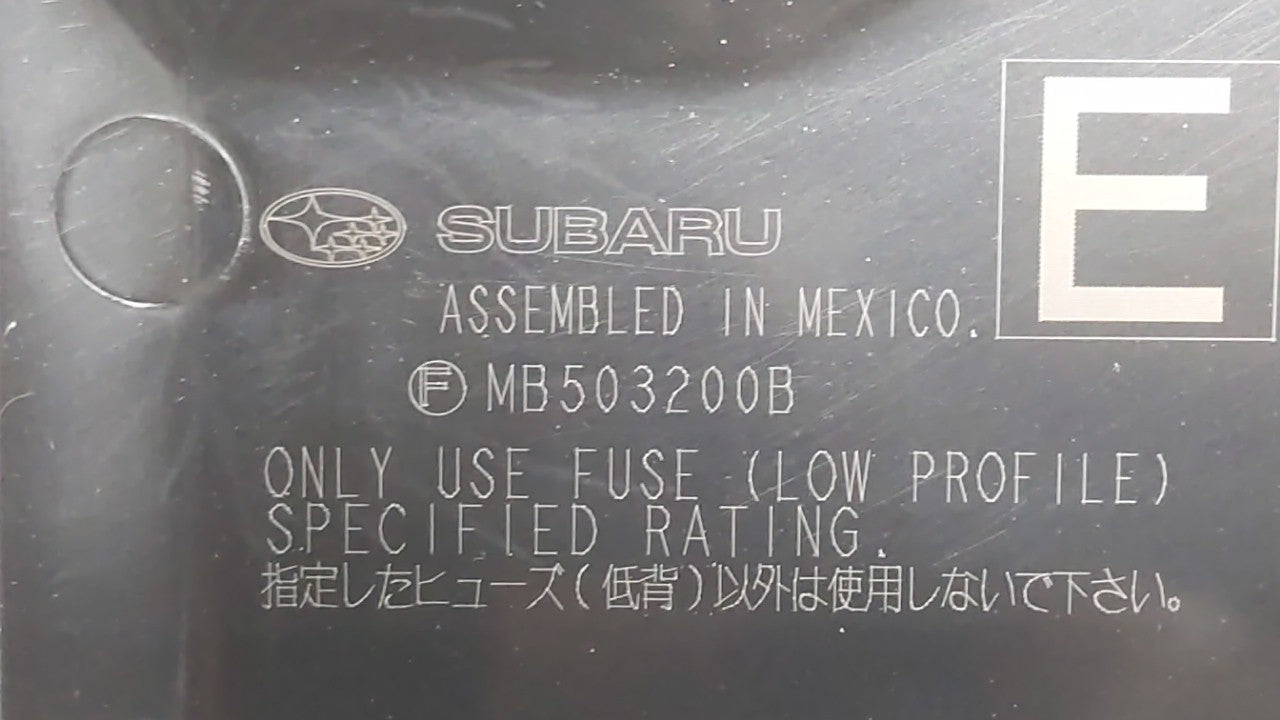 SUBARU
E
ASSEMBLED IN MEXICO.
Ⓕ MB503200B
ONLY USE FUSE (LOW PROFILE)
SPECIFIED RATING.
指定したヒューズ(低背)以外は使用しないで下さい。